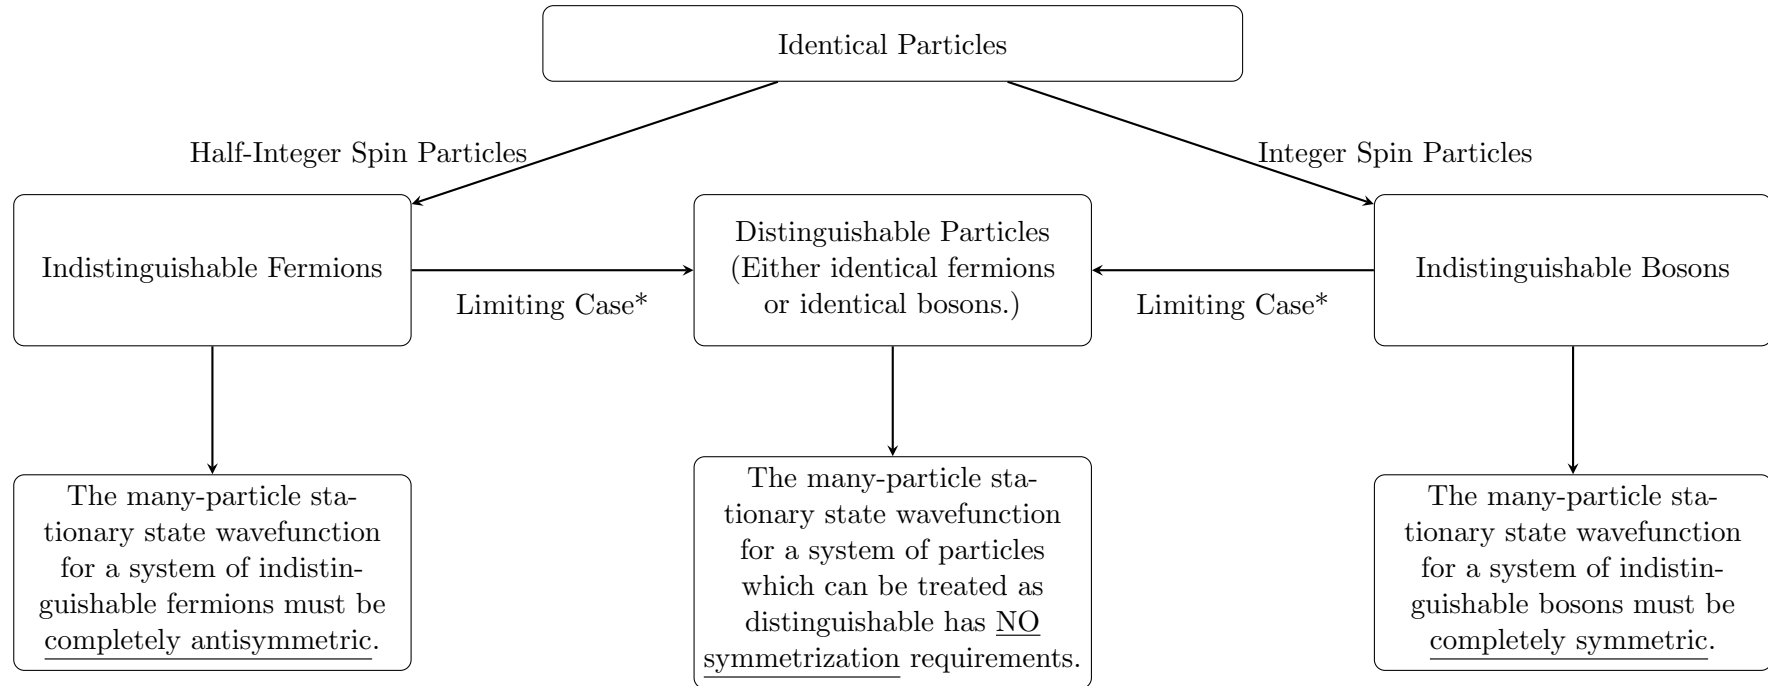 Identical Particles
Half-Integer Spin Particles
Integer Spin Particles
Indistinguishable Fermions
Limiting Case*
Distinguishable Particles
(Either identical fermions
or identical bosons.)
Limiting Case*
Indistinguishable Bosons
The many-particle sta-
tionary state wavefunction
for a system of indistin-
guishable fermions must be
completely antisymmetric.
The many-particle sta-
tionary state wavefunction
for a system of particles
which can be treated as
distinguishable has NO
symmetrization requirements.
The many-particle sta-
tionary state wavefunction
for a system of indistin-
guishable bosons must be
completely symmetric.